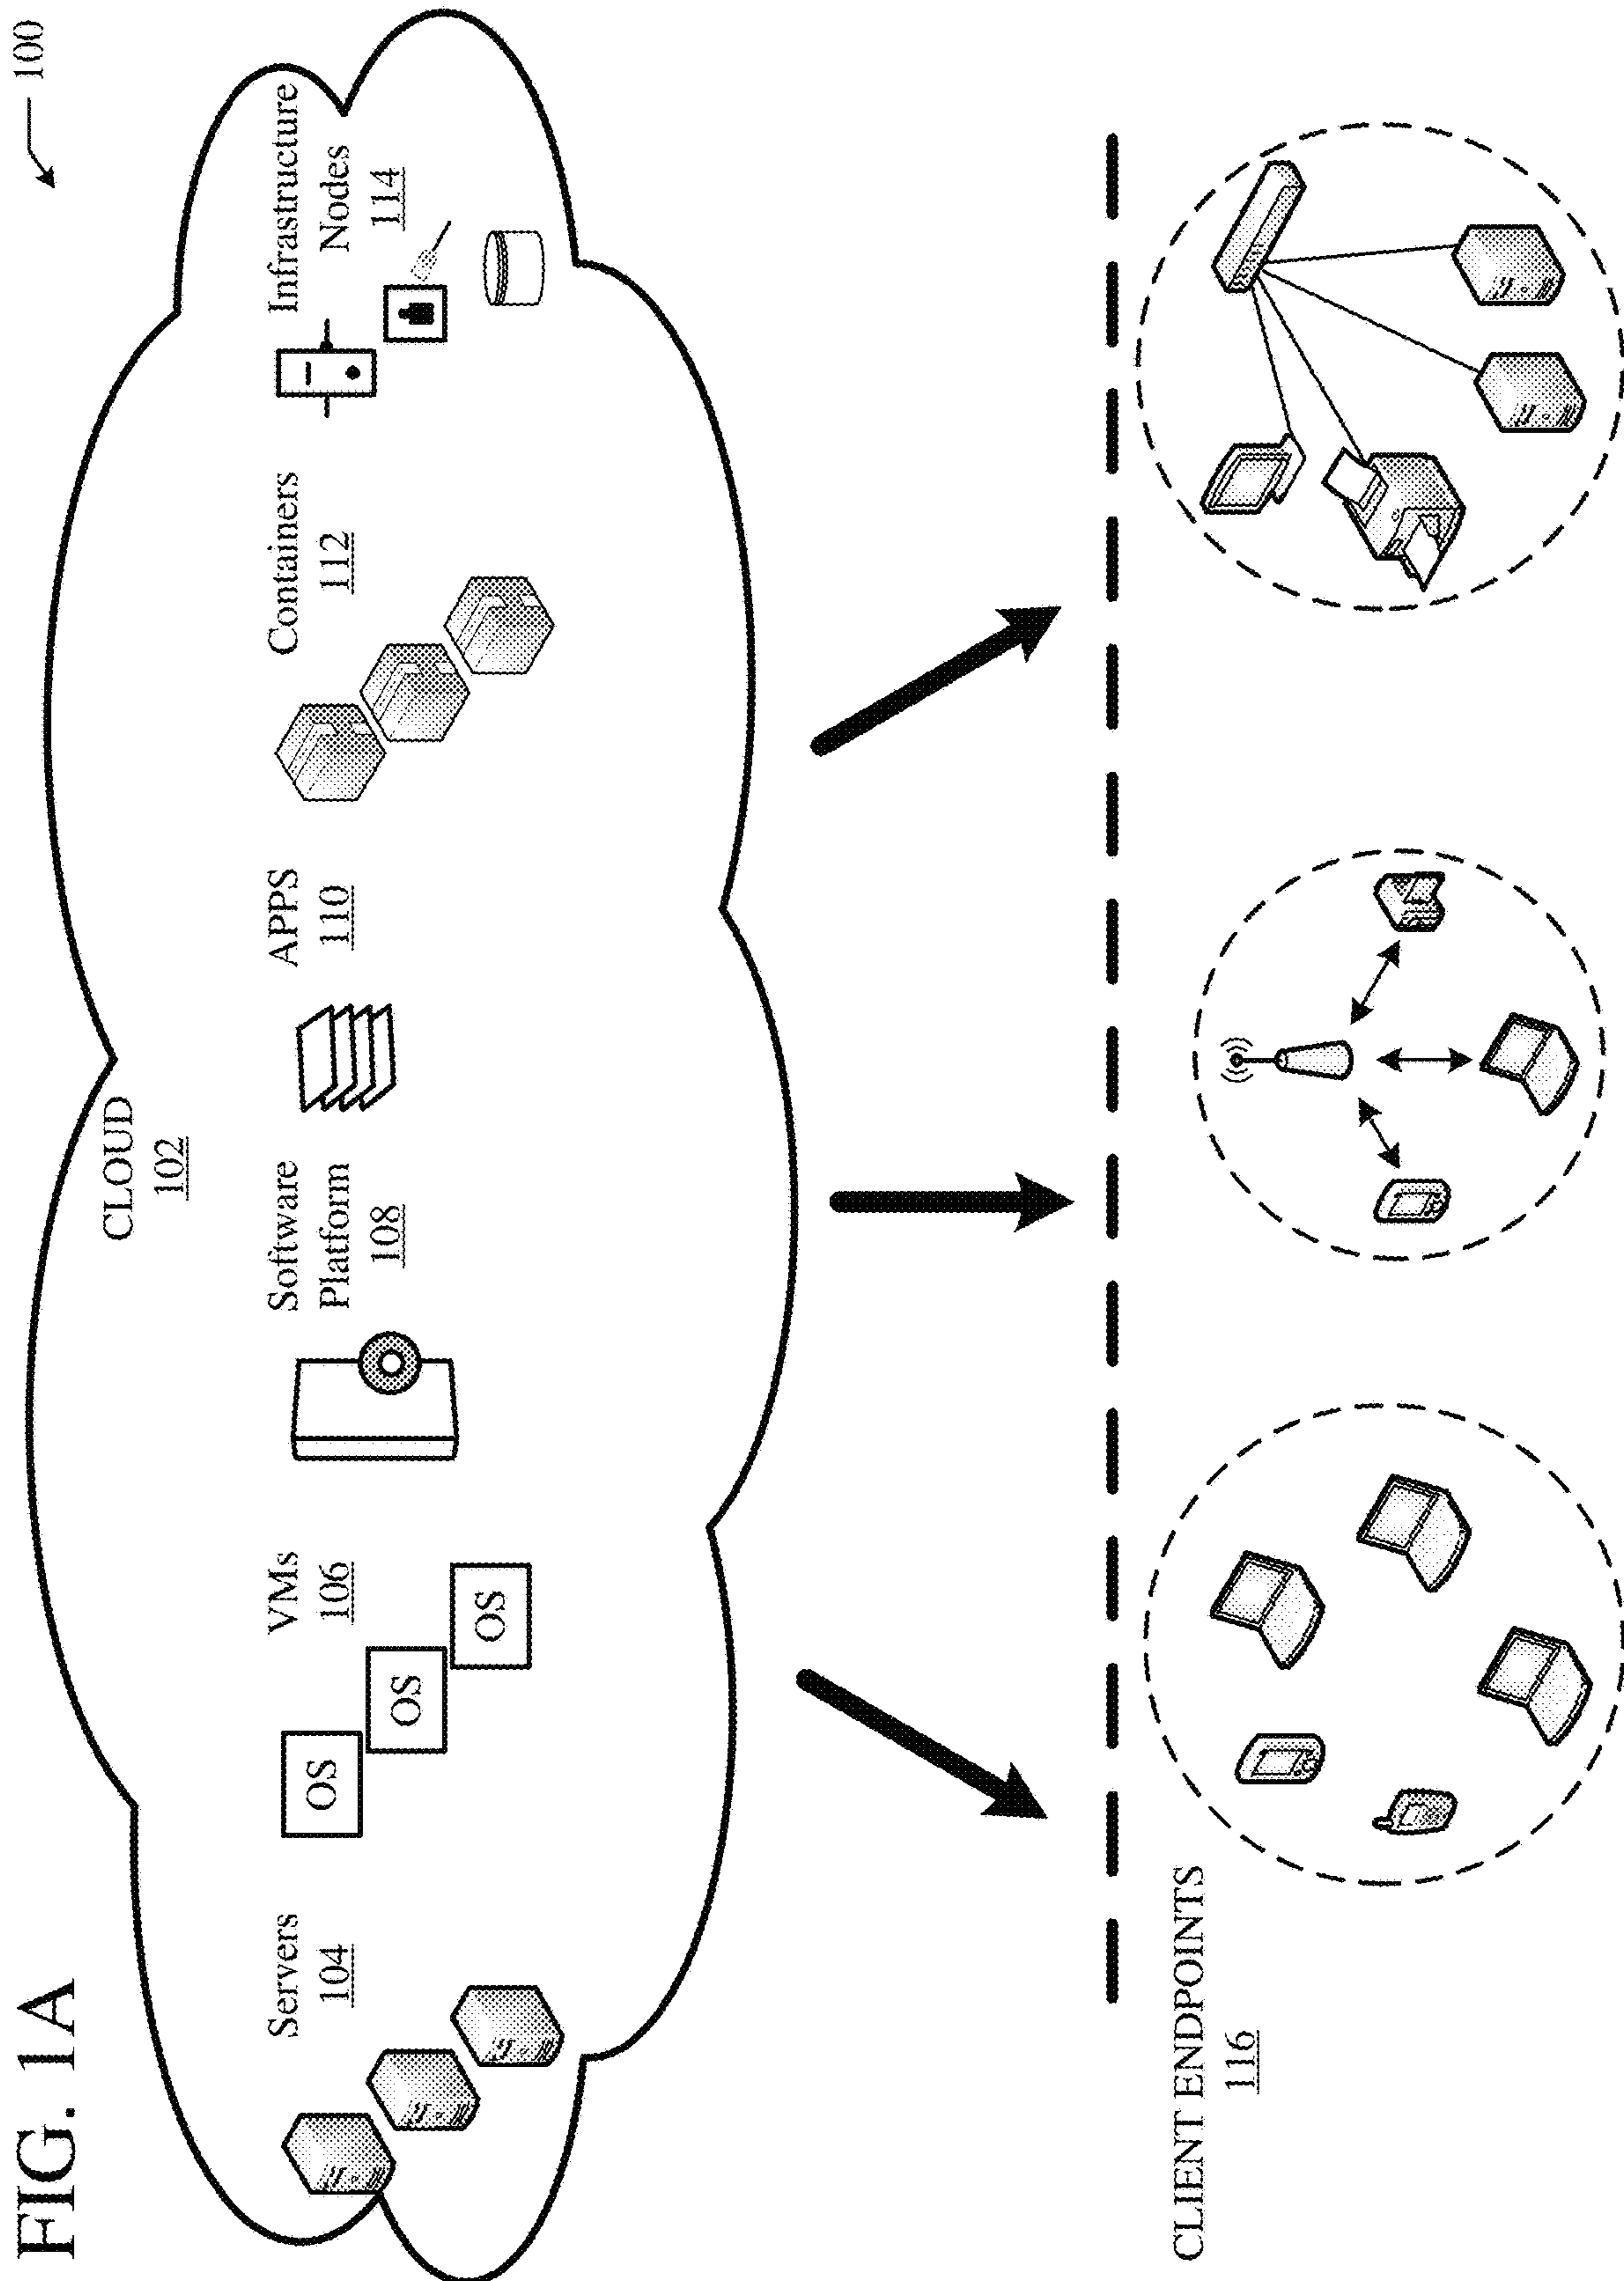 FIG. 1A
100
CLOUD
102
Servers
104
VMs
106
OS
OS
OS
Software
Platform
108
APPS
110
Containers
112
Infrastructure
Nodes
114
CLIENT ENDPOINTS
116